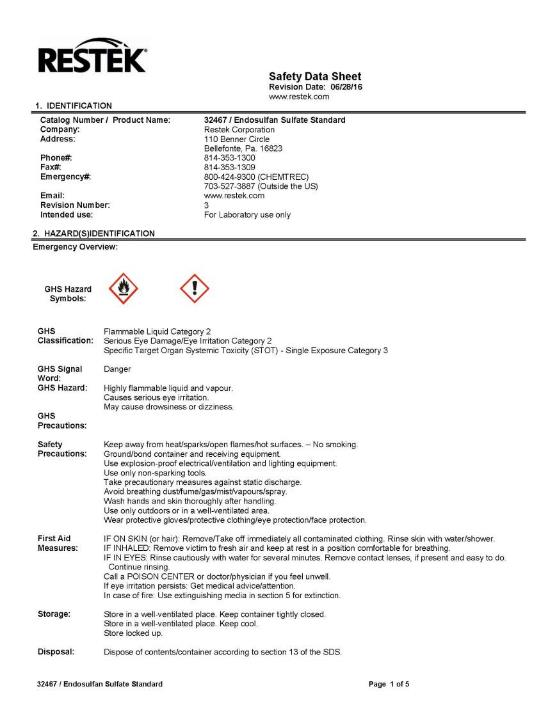 RESTEK
Safety Data Sheet
Revision Date: 06/28/16
www.restek.com
1. IDENTIFICATION
Catalog Number / Product Name: 32467 / Endosulfan Sulfate Standard
Company: Restek Corporation
Address: 110 Benner Circle
Bellefonte, Pa. 16823
Phone#: 814-353-1300
Fax#: 814-353-1309
Emergency#: 800-424-9300 (CHEMTREC)
703-527-3887 (Outside the US)
Email: www.restek.com
Revision Number: 3
Intended use: For Laboratory use only
2. HAZARD(S)IDENTIFICATION
Emergency Overview:
GHS Hazard
Symbols:
GHS Flammable Liquid Category 2
Classification: Serious Eye Damage/Eye Irritation Category 2
Specific Target Organ Systemic Toxicity (STOT) - Single Exposure Category 3
GHS Signal Danger
Word:
GHS Hazard: Highly flammable liquid and vapour.
Causes serious eye irritation.
May cause drowsiness or dizziness.
GHS
Precautions:
Safety Keep away from heat/sparks/open flames/hot surfaces. – No smoking.
Precautions: Ground/bond container and receiving equipment.
Use explosion-proof electrical/ventilation and lighting equipment.
Use only non-sparking tools.
Take precautionary measures against static discharge.
Avoid breathing dust/fume/gas/mist/vapours/spray.
Wash hands and skin thoroughly after handling.
Use only outdoors or in a well-ventilated area.
Wear protective gloves/protective clothing/eye protection/face protection.
First Aid IF ON SKIN (or hair): Remove/Take off immediately all contaminated clothing. Rinse skin with water/shower.
Measures: IF INHALED: Remove victim to fresh air and keep at rest in a position comfortable for breathing.
IF IN EYES: Rinse cautiously with water for several minutes. Remove contact lenses, if present and easy to do.
Continue rinsing.
Call a POISON CENTER or doctor/physician if you feel unwell.
If eye irritation persists: Get medical advice/attention.
In case of fire: Use extinguishing media in section 5 for extinction.
Storage: Store in a well-ventilated place. Keep container tightly closed.
Store in a well-ventilated place. Keep cool.
Store locked up.
Disposal: Dispose of contents/container according to section 13 of the SDS.
32467 / Endosulfan Sulfate Standard Page 1 of 5